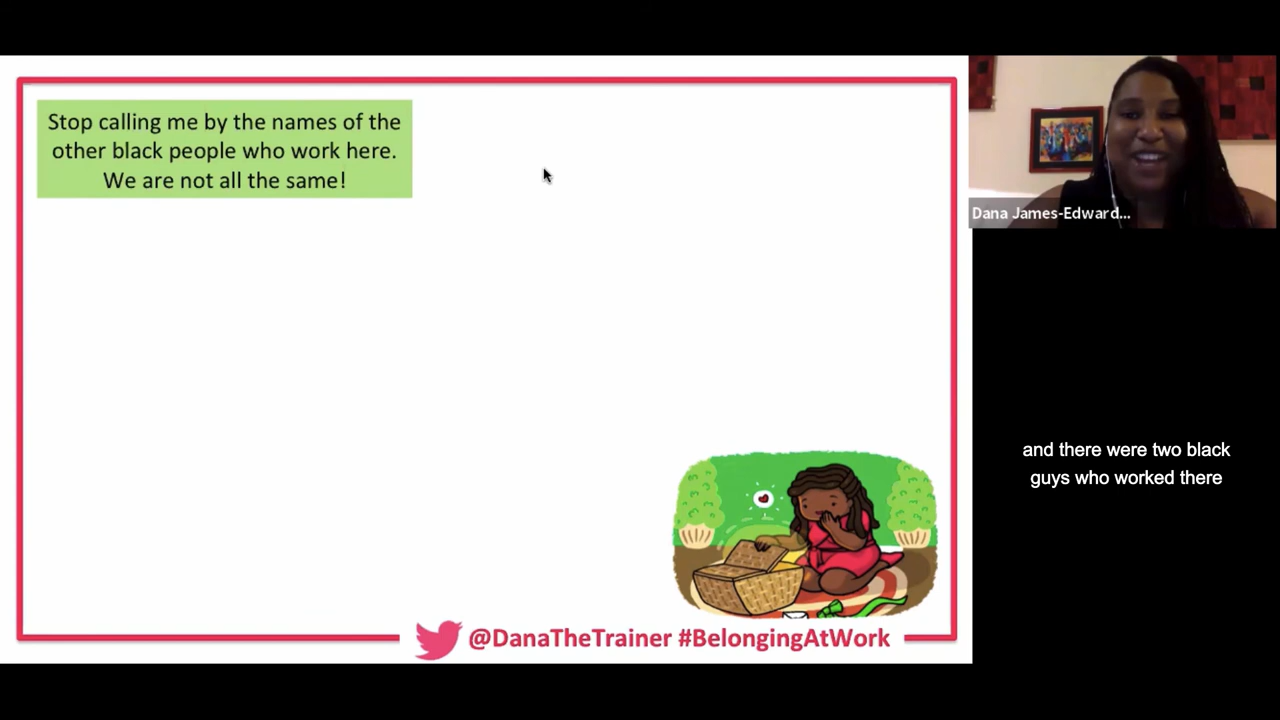 Stop calling me by the names of the
other black people who work here.
We are not all the same!
Dana James-Edward...
and there were two black
guys who worked there
@DanaTheTrainer #BelongingAtWork